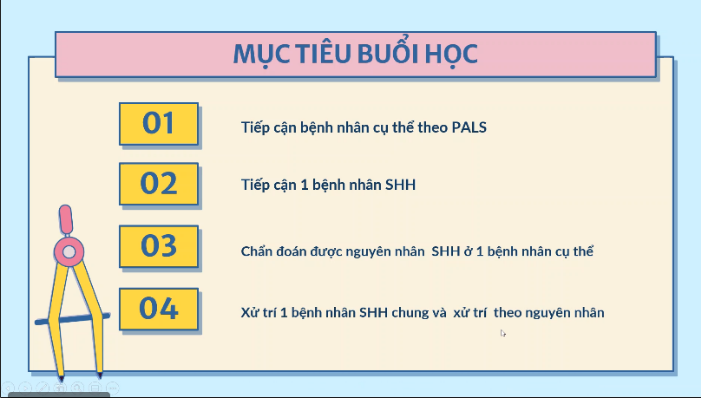 MỤC TIÊU BUỔI HỌC
01
Tiếp cận bệnh nhân cụ thể theo PALS
02
Tiếp cận 1 bệnh nhân SHH
03
Chẩn đoán được nguyên nhân SHH ở 1 bệnh nhân cụ thể
04
Xử trí 1 bệnh nhân SHH chung và xử trí theo nguyên nhân